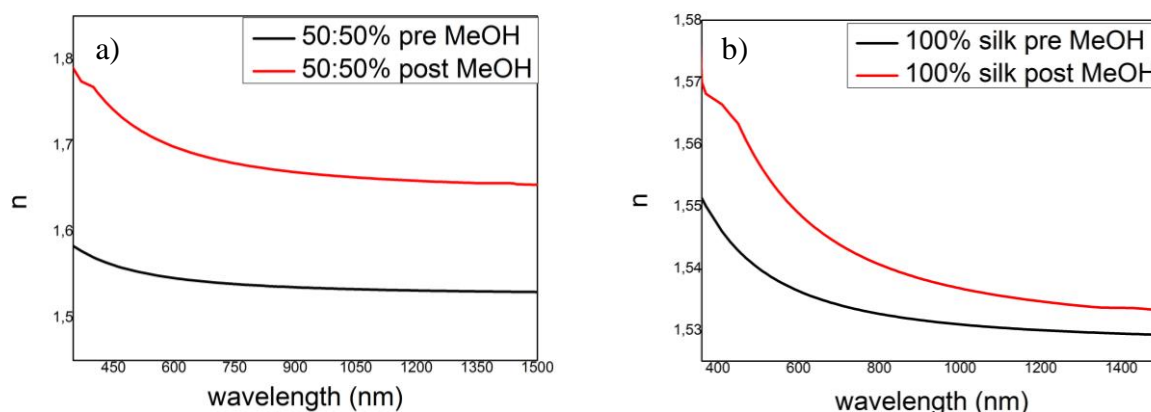 a)
50:50% pre MeOH
50:50% post MeOH
1,8
1,7
1,6
1,5
n
450 600 750 900 1050 1200 1350 1500
wavelength (nm)
b)
100% silk pre MeOH
100% silk post MeOH
1,58
1,57
1,56
1,55
1,54
1,53
n
400 600 800 1000 1200 1400
wavelength (nm)